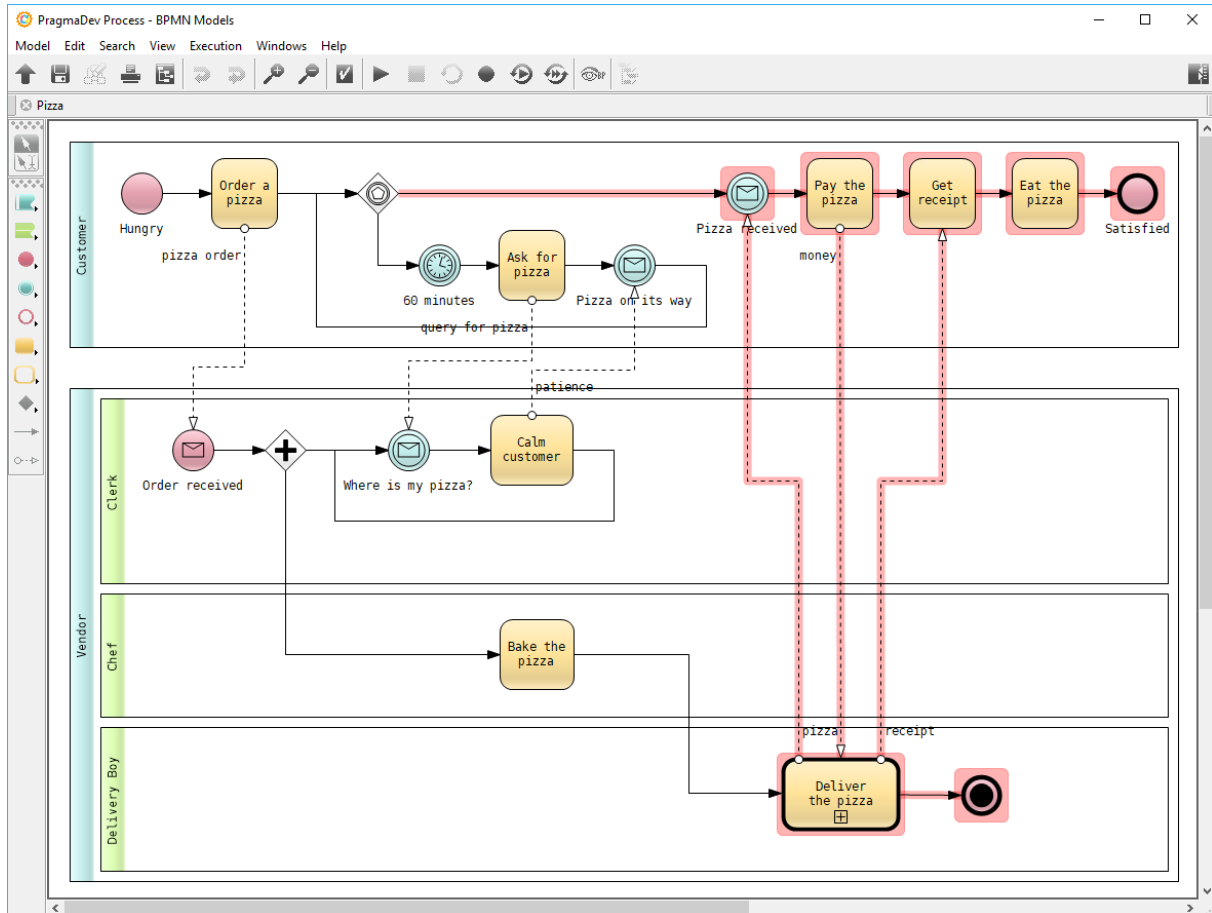 PragmaDev Process - BPMN Models
Model Edit Search View Execution Windows Help
BP
Pizza
Customer
Hungry
Order a
pizza
pizza order
60 minutes
Ask for
pizza
query for pizza
Pizza on its way
Pizza received
Pay the
pizza
money
Get
receipt
Eat the
pizza
Satisfied
patience
Vendor
Clerk
Order received
Where is my pizza?
Calm
customer
Chef
Bake the
pizza
Delivery Boy
pizza
receipt
Deliver
the pizza